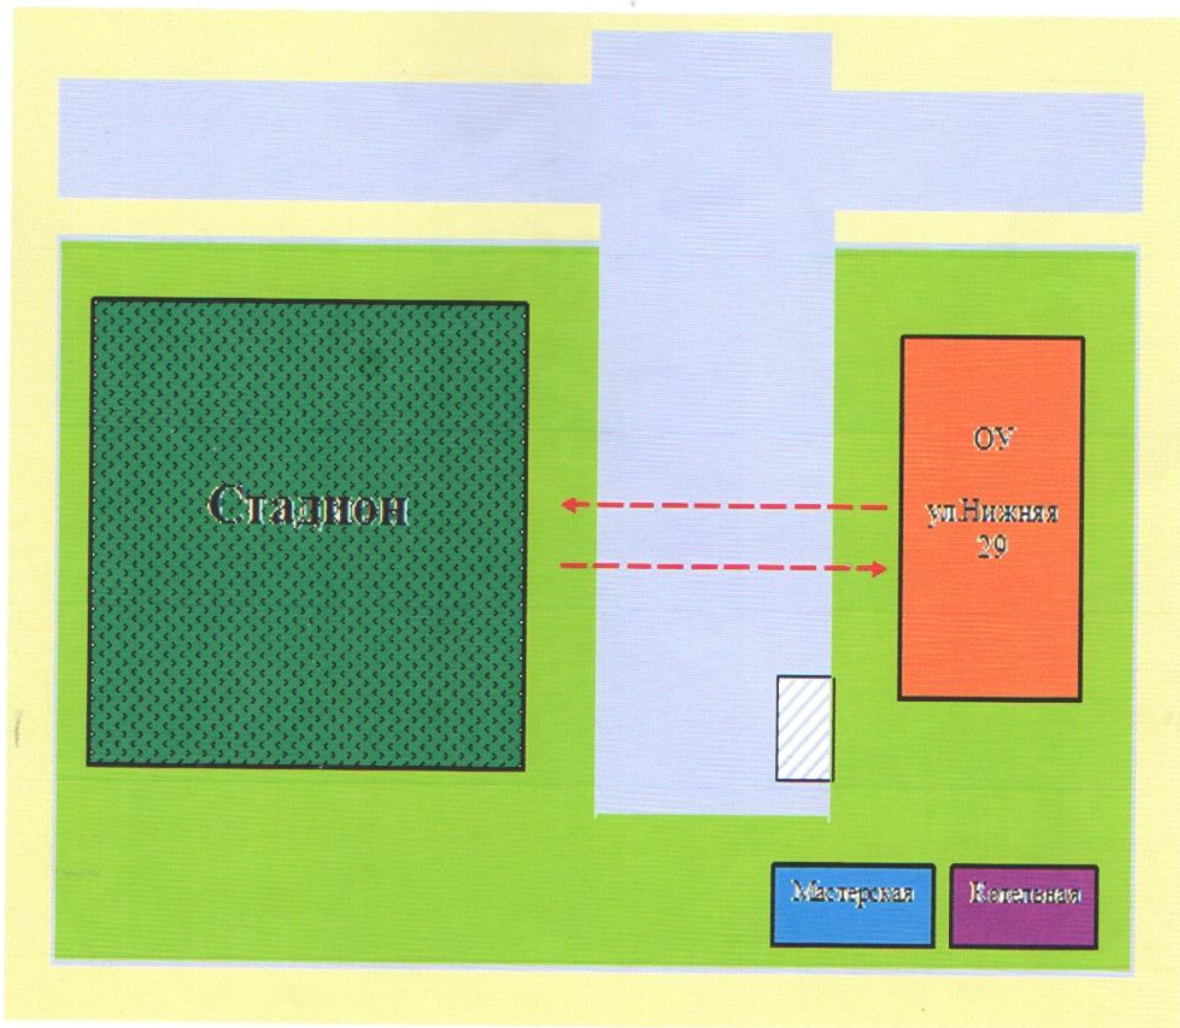 Стадион
ОУ
ул.Нижняя
29
Мастерская
Котельная